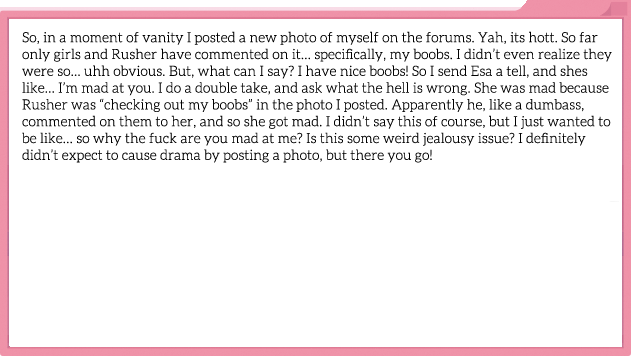 So, in a moment of vanity I posted a new photo of myself on the forums. Yah, its hott. So far
only girls and Rusher have commented on it... specifically, my boobs. I didn't even realize they
were so... uhh obvious. But, what can I say? I have nice boobs! So I send Esa a tell, and shes
like... I'm mad at you. I do a double take, and ask what the hell is wrong. She was mad because
Rusher was "checking out my boobs" in the photo I posted. Apparently he, like a dumbass,
commented on them to her, and so she got mad. I didn't say this of course, but I just wanted to
be like... so why the fuck are you mad at me? Is this some weird jealousy issue? I definitely
didn't expect to cause drama by posting a photo, but there you go!